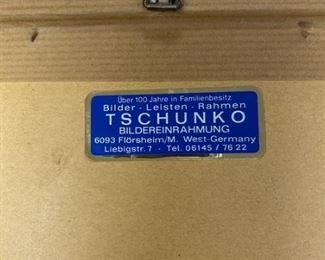 Über 100 Jahre in Familienbesitz
Bilder - Leisten - Rahmen
TSCHUNKO
BILDEREINRAHMUNG
6093 Flörsheim/M. West-Germany
Liebigstr. 7 - Tel. 06145 / 76 22